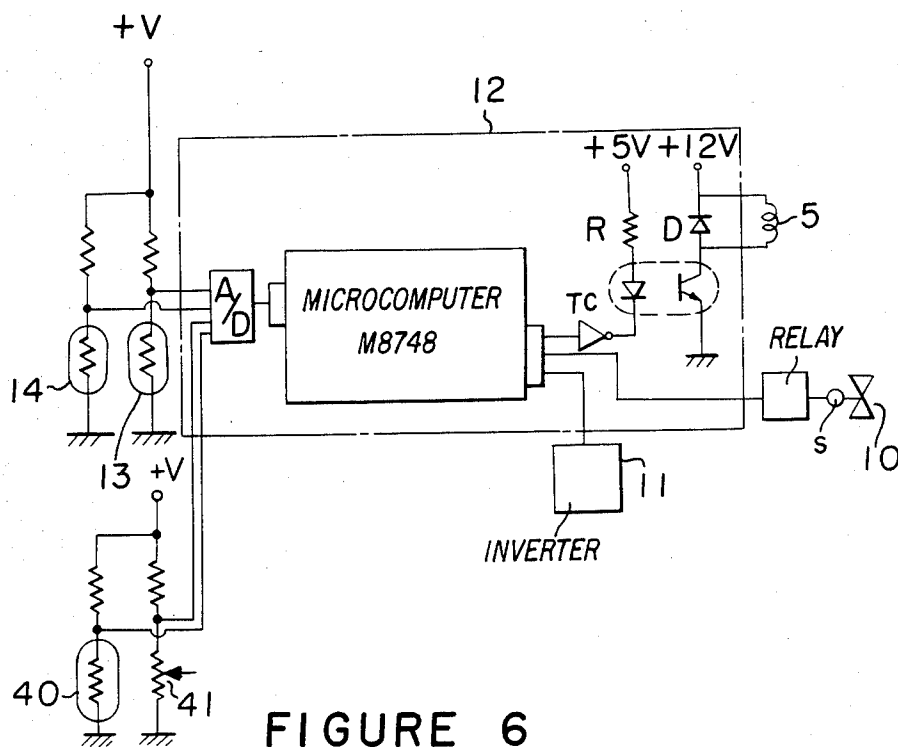 +V
12
+5V +12V
R
D
5
A/D
MICROCOMPUTER
M8748
TC
RELAY
14
13
S
10
+V
11
INVERTER
40
41
FIGURE 6